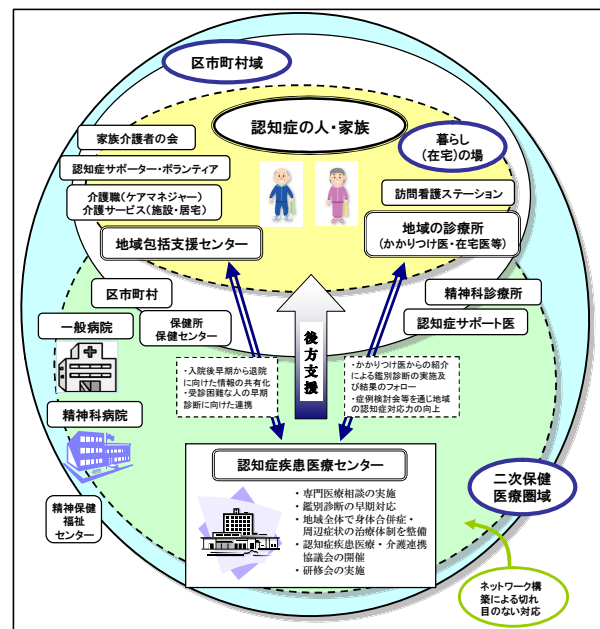 区市町村域
認知症の人・家族
家族介護者の会
認知症サポーター・ボランティア
介護職(ケアマネジャー)
介護サービス(施設・居宅)
地域包括支援センター
暮らし
(在宅)の場
訪問看護ステーション
地域の診療所
(かかりつけ医・在宅医等)
区市町村
保健所
保健センター
一般病院
精神科病院
精神保健
福祉
センター
精神科診療所
認知症サポート医
後方支援
・入院後早期から退院
に向けた情報の共有化
・受診困難な人の早期
診断に向けた連携
・かかりつけ医からの紹介
による鑑別診断の実施及
び結果のフォロー
・症例検討会等を通じ地域
の認知症対応力の向上
認知症疾患医療センター
・専門医療相談の実施
・鑑別診断の早期対応
・地域全体で身体合併症・
周辺症状の治療体制を整備
・認知症疾患医療・介護連携
協議会の開催
・研修会の実施
二次保健
医療圏域
ネットワーク構
築による切れ
目のない対応